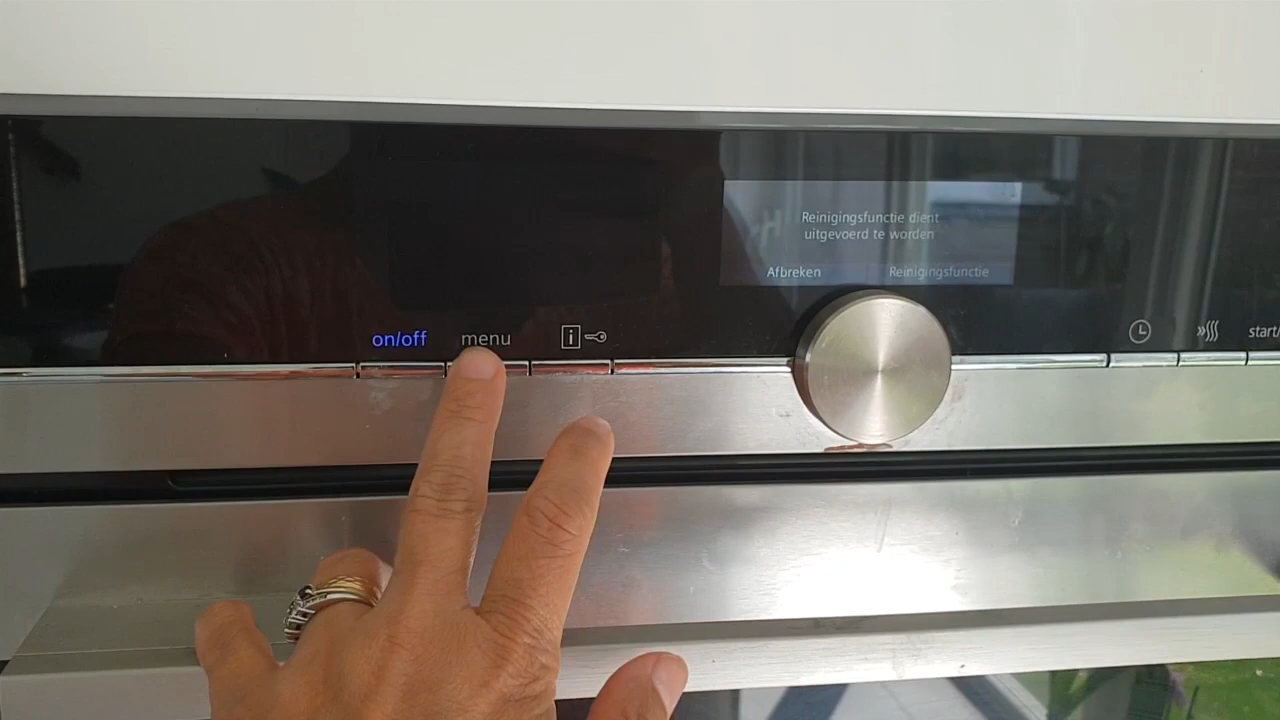 Reinigingsfunctie dient
uitgevoerd te worden
Afbreken Reinigingsfunctie
on/off menu i
start/